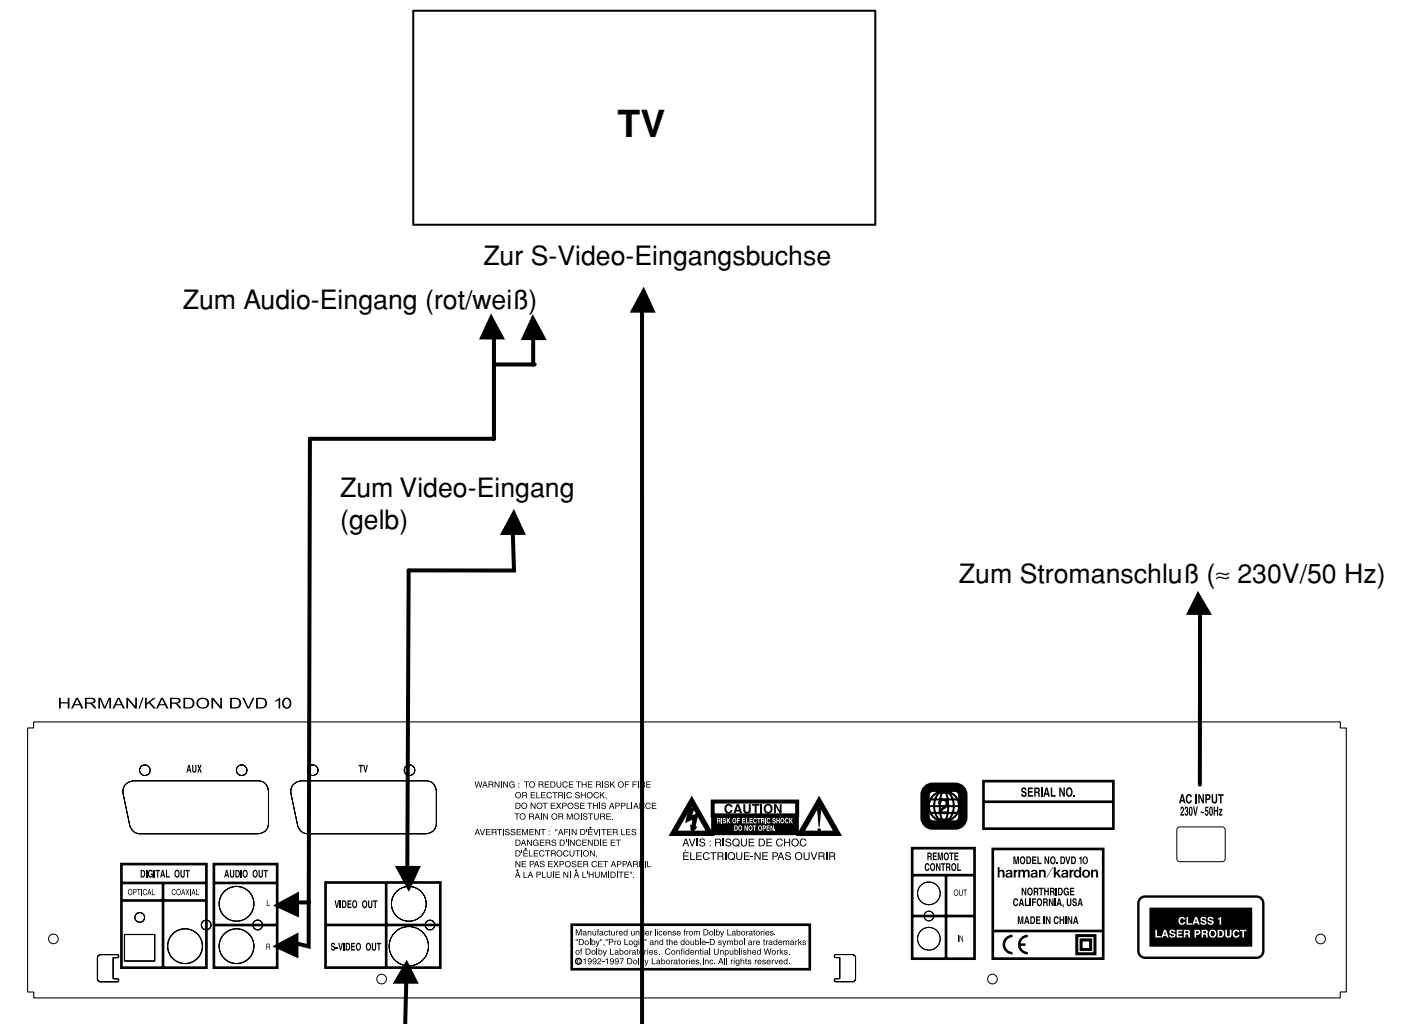 TV
Zur S-Video-Eingangsbuchse
Zum Audio-Eingang (rot/weiß)
Zum Video-Eingang
(gelb)
Zum Stromanschluß (≈ 230V/50 Hz)
HARMAN/KARDON DVD 10
AUX
TV
WARNING : TO REDUCE THE RISK OF FIRE
OR ELECTRIC SHOCK,
DO NOT EXPOSE THIS APPLIANCE
TO RAIN OR MOISTURE.
AVERTISSEMENT : "AFIN D'ÉVITER LES
DANGERS D'INCENDIE ET
D'ÉLECTROCUTION,
NE PAS EXPOSER CET APPAREIL
À LA PLUIE NI À L'HUMIDITE".
CAUTION
RISK OF ELECTRIC SHOCK
DO NOT OPEN.
AVIS : RISQUE DE CHOC
ÉLECTRIQUE-NE PAS OUVRIR
2
SERIAL NO.
AC INPUT
230V ~50Hz
DIGITAL OUT
OPTICAL COAXIAL
AUDIO OUT
L
R
VIDEO OUT
S-VIDEO OUT
REMOTE
CONTROL
OUT
IN
MODEL NO. DVD 10
harman/kardon
NORTHRIDGE
CALIFORNIA, USA
MADE IN CHINA
CE
CLASS 1
LASER PRODUCT
Manufactured under license from Dolby Laboratories.
"Dolby","Pro Logic" and the double-D symbol are trademarks
of Dolby Laboratories. Confidential Unpublished Works.
©1992-1997 Dolby Laboratories,Inc. All rights reserved.